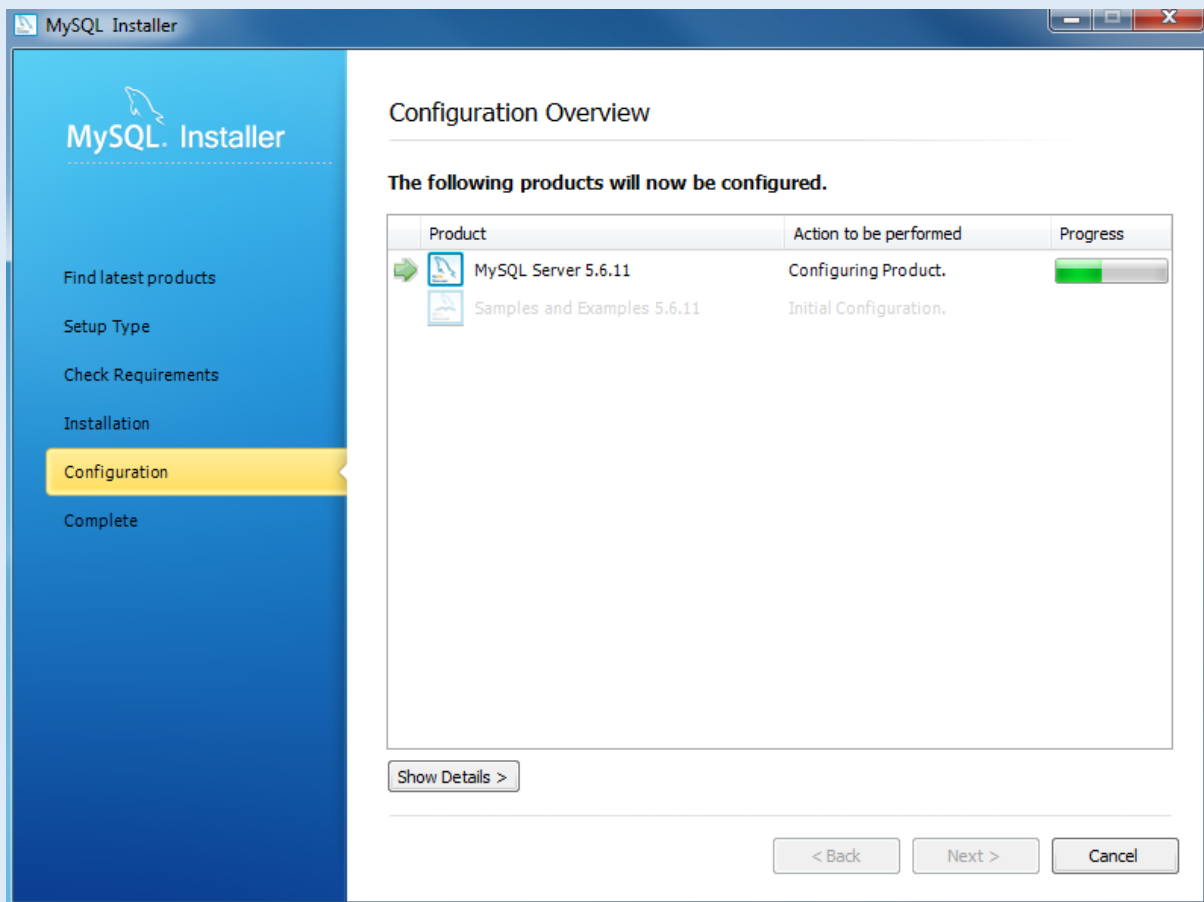 MySQL Installer
MySQL. Installer
Find latest products
Setup Type
Check Requirements
Installation
Configuration
Complete
Configuration Overview
The following products will now be configured.
Product Action to be performed Progress
MySQL Server 5.6.11 Configuring Product.
Samples and Examples 5.6.11 Initial Configuration.
Show Details >
< Back Next > Cancel